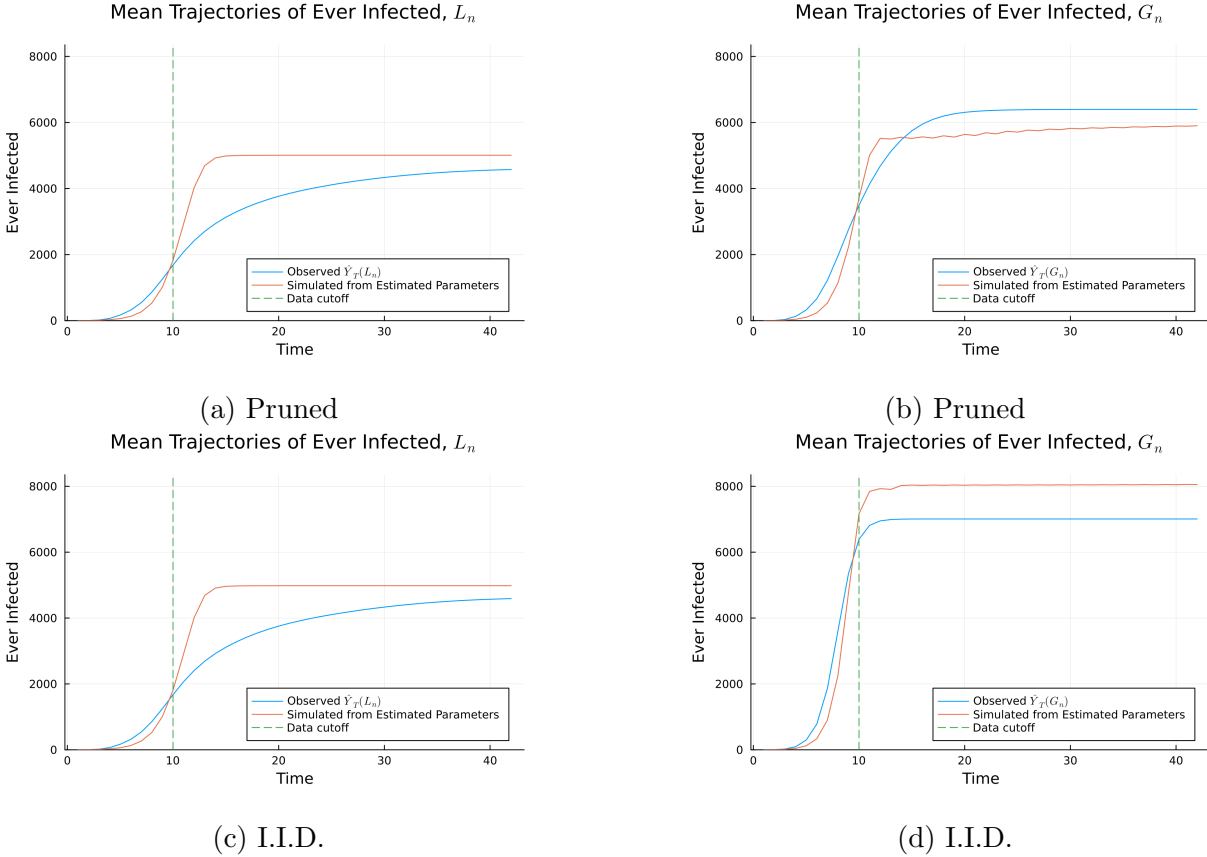 Mean Trajectories of Ever Infected, $L_n$
Ever Infected
8000
6000
4000
2000
0
Observed $\hat{Y}_T(L_n)$
Simulated from Estimated Parameters
Data cutoff
0 10 20 30 40
Time
(a) Pruned
Mean Trajectories of Ever Infected, $G_n$
Ever Infected
8000
6000
4000
2000
0
Observed $\hat{Y}_T(G_n)$
Simulated from Estimated Parameters
Data cutoff
0 10 20 30 40
Time
(b) Pruned
Mean Trajectories of Ever Infected, $L_n$
Ever Infected
8000
6000
4000
2000
0
Observed $\hat{Y}_T(L_n)$
Simulated from Estimated Parameters
Data cutoff
0 10 20 30 40
Time
(c) I.I.D.
Mean Trajectories of Ever Infected, $G_n$
Ever Infected
8000
6000
4000
2000
0
Observed $\hat{Y}_T(G_n)$
Simulated from Estimated Parameters
Data cutoff
0 10 20 30 40
Time
(d) I.I.D.